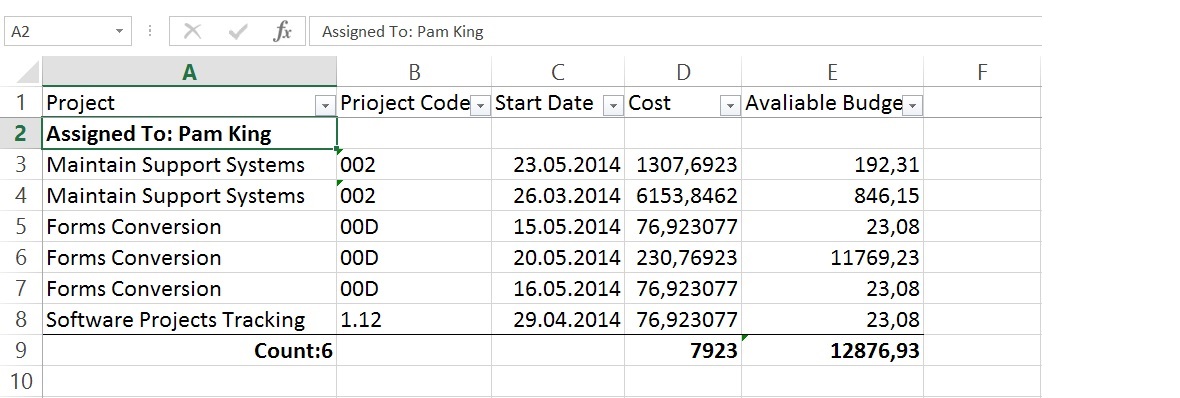 A2 fx Assigned To: Pam King
A B C D E F
1 Project Prioject Code Start Date Cost Avaliable Budge
2 Assigned To: Pam King
3 Maintain Support Systems 002 23.05.2014 1307,6923 192,31
4 Maintain Support Systems 002 26.03.2014 6153,8462 846,15
5 Forms Conversion 00D 15.05.2014 76,923077 23,08
6 Forms Conversion 00D 20.05.2014 230,76923 11769,23
7 Forms Conversion 00D 16.05.2014 76,923077 23,08
8 Software Projects Tracking 1.12 29.04.2014 76,923077 23,08
9 Count:6 7923 12876,93
10